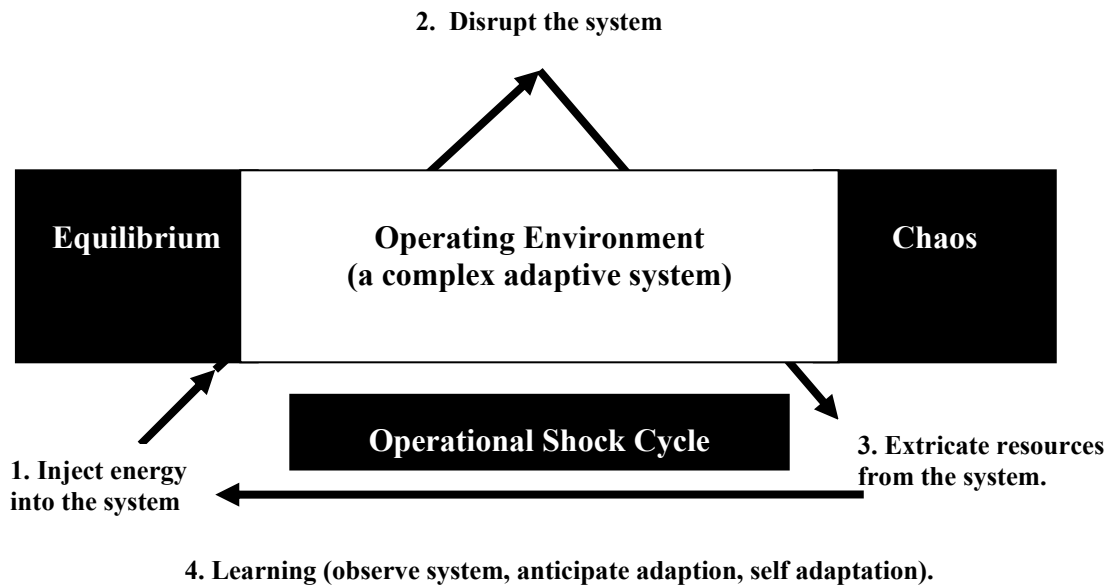 2. Disrupt the system
Equilibrium
Operating Environment
(a complex adaptive system)
Chaos
Operational Shock Cycle
1. Inject energy
into the system
3. Extricate resources
from the system.
4. Learning (observe system, anticipate adaption, self adaptation).